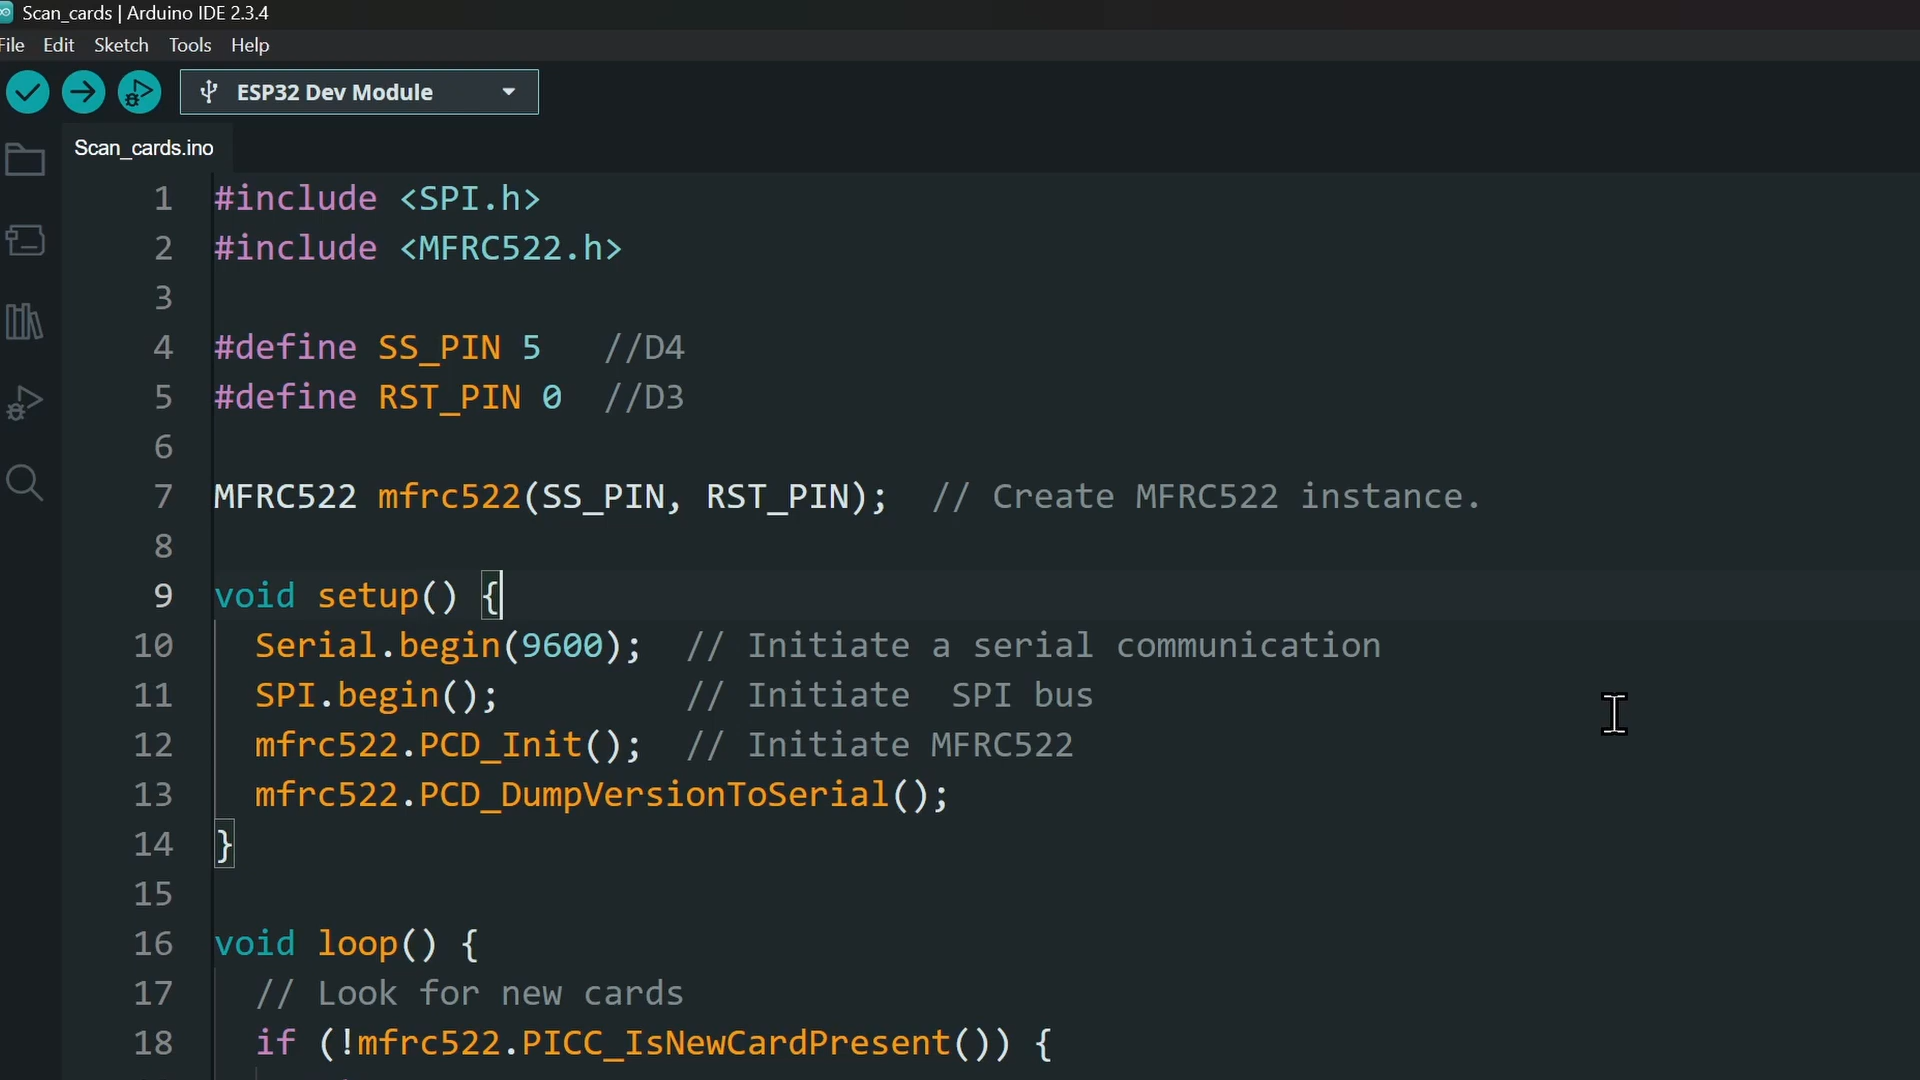 Scan_cards | Arduino IDE 2.3.4
File Edit Sketch Tools Help
ESP32 Dev Module
Scan_cards.ino
1 #include <SPI.h>
2 #include <MFRC522.h>
3
4 #define SS_PIN 5   //D4
5 #define RST_PIN 0  //D3
6
7 MFRC522 mfrc522(SS_PIN, RST_PIN);  // Create MFRC522 instance.
8
9 void setup() {
10   Serial.begin(9600);  // Initiate a serial communication
11   SPI.begin();         // Initiate  SPI bus
12   mfrc522.PCD_Init();  // Initiate MFRC522
13   mfrc522.PCD_DumpVersionToSerial();
14 }
15
16 void loop() {
17   // Look for new cards
18   if (!mfrc522.PICC_IsNewCardPresent()) {